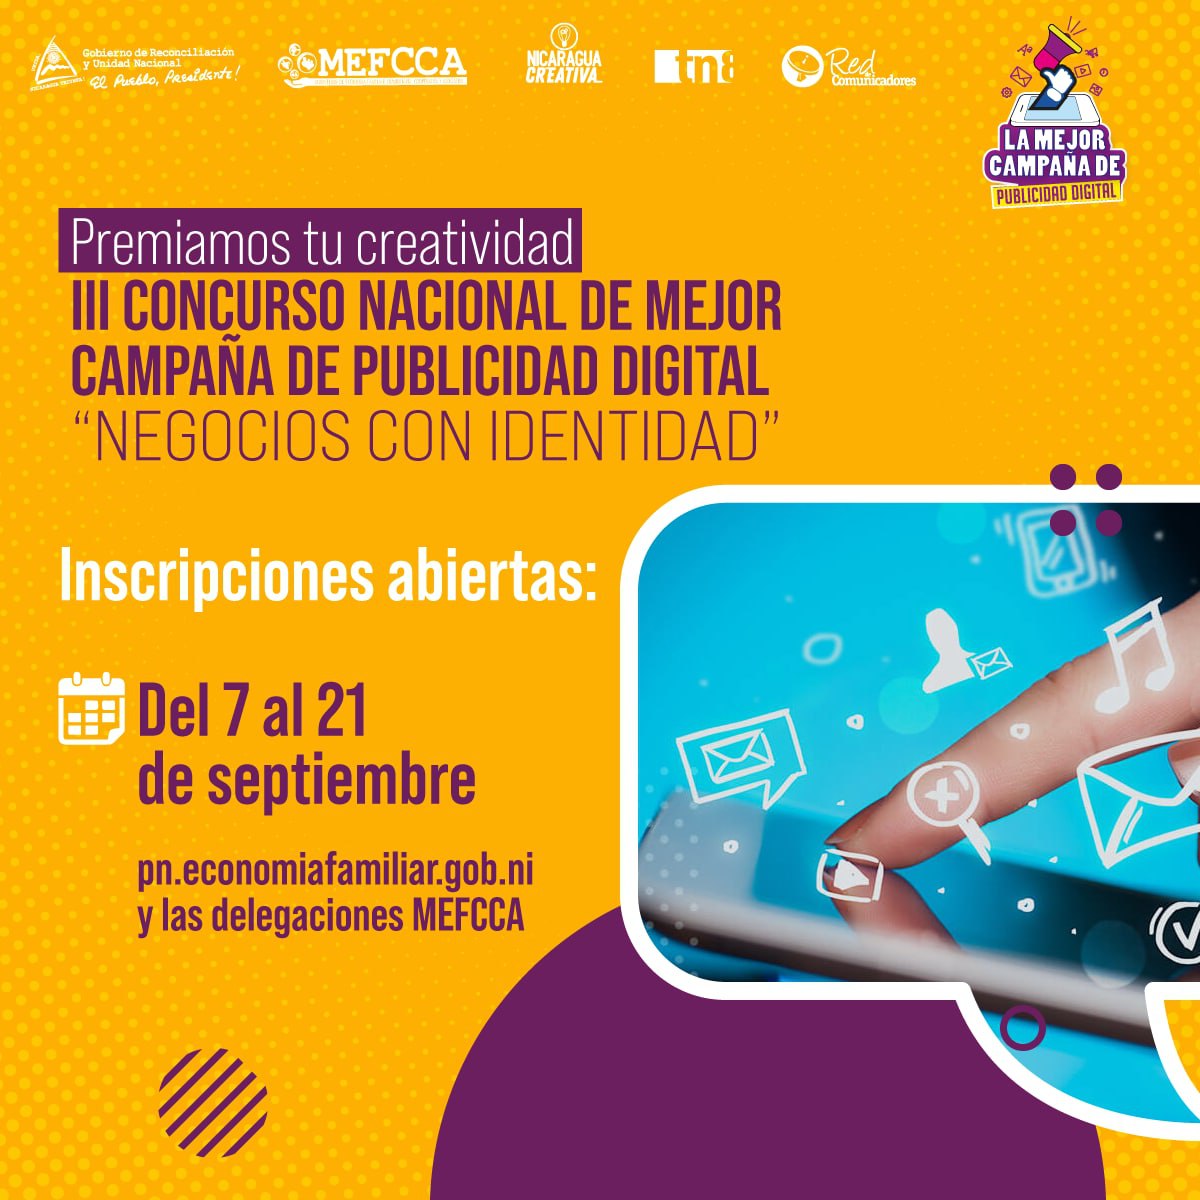 Gobierno de Reconciliación
y Unidad Nacional
El Pueblo, Presidente!
MEFCCA
NICARAGUA
CREATIVA
tn8
Red de
Comunicadores
LA MEJOR
CAMPAÑA DE
PUBLICIDAD DIGITAL
Premiamos tu creatividad
III CONCURSO NACIONAL DE MEJOR
CAMPAÑA DE PUBLICIDAD DIGITAL
“NEGOCIOS CON IDENTIDAD”
Inscripciones abiertas:
Del 7 al 21
de septiembre
pn.economiafamiliar.gob.ni
y las delegaciones MEFCCA